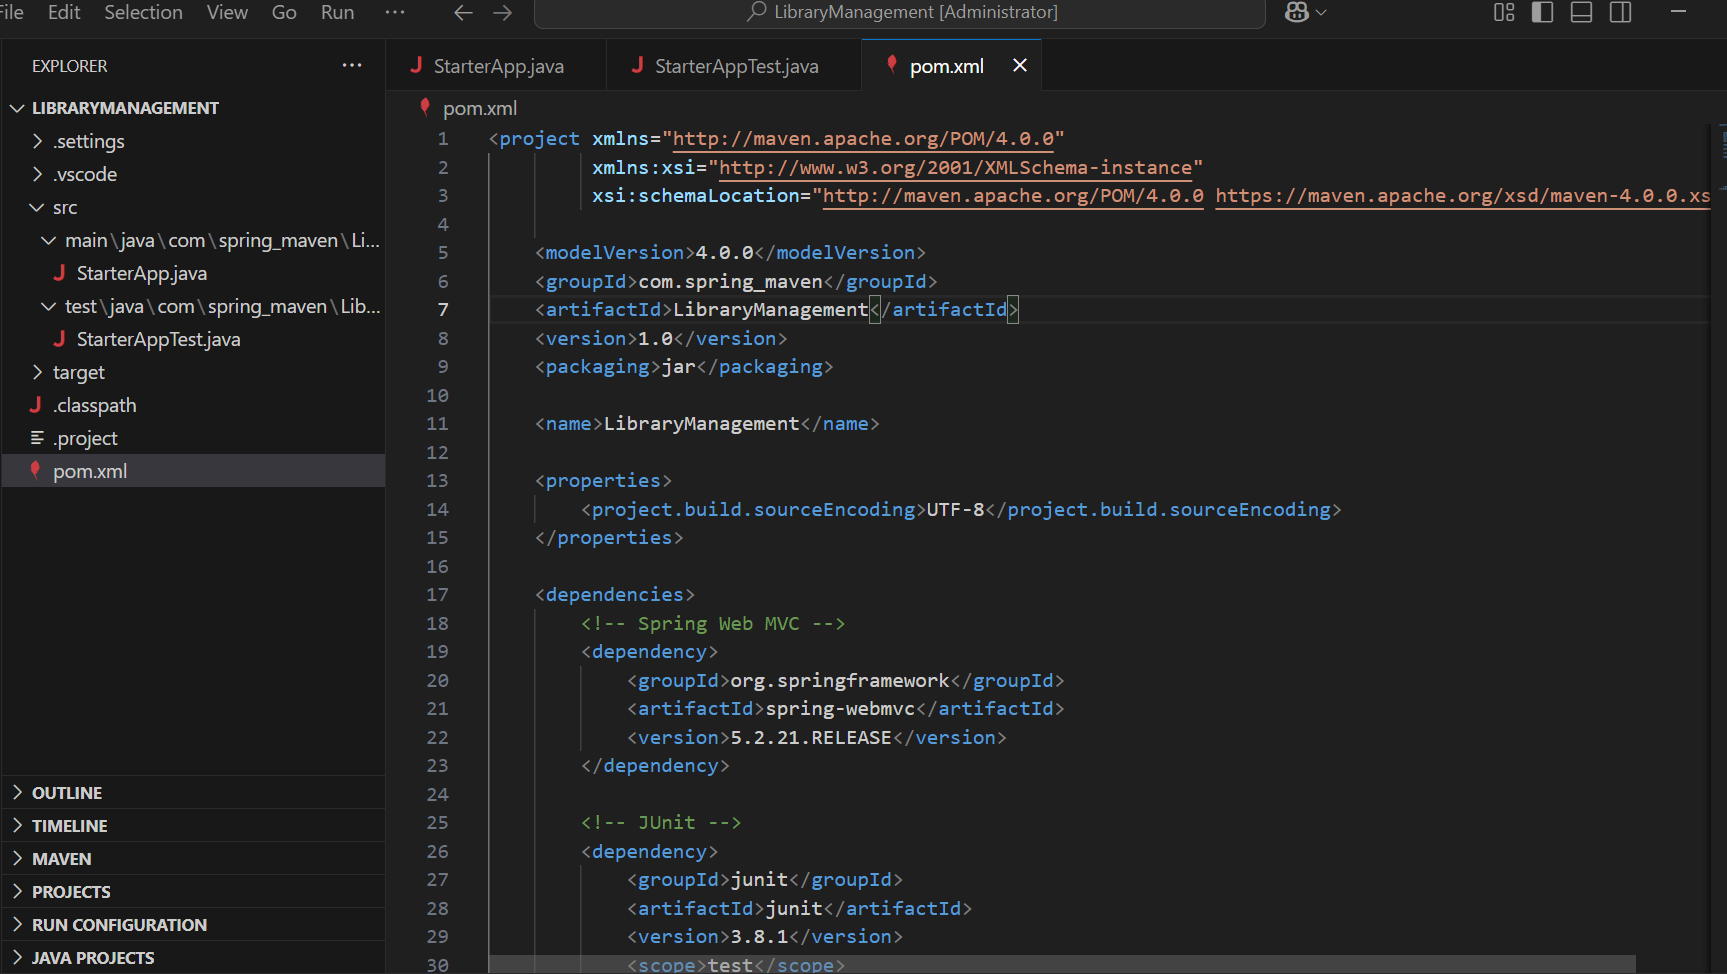 File Edit Selection View Go Run ··· LibraryManagement [Administrator]
EXPLORER ···
LIBRARYMANAGEMENT
.settings
.vscode
src
main\java\com\spring_maven\Li...
StarterApp.java
test\java\com\spring_maven\Lib...
StarterAppTest.java
target
.classpath
.project
pom.xml
OUTLINE
TIMELINE
MAVEN
PROJECTS
RUN CONFIGURATION
JAVA PROJECTS
StarterApp.java StarterAppTest.java pom.xml
pom.xml
1 <project xmlns="http://maven.apache.org/POM/4.0.0"
2 xmlns:xsi="http://www.w3.org/2001/XMLSchema-instance"
3 xsi:schemaLocation="http://maven.apache.org/POM/4.0.0 https://maven.apache.org/xsd/maven-4.0.0.xs
4
5 <modelVersion>4.0.0</modelVersion>
6 <groupId>com.spring_maven</groupId>
7 <artifactId>LibraryManagement</artifactId>
8 <version>1.0</version>
9 <packaging>jar</packaging>
10
11 <name>LibraryManagement</name>
12
13 <properties>
14 <project.build.sourceEncoding>UTF-8</project.build.sourceEncoding>
15 </properties>
16
17 <dependencies>
18 <!-- Spring Web MVC -->
19 <dependency>
20 <groupId>org.springframework</groupId>
21 <artifactId>spring-webmvc</artifactId>
22 <version>5.2.21.RELEASE</version>
23 </dependency>
24
25 <!-- JUnit -->
26 <dependency>
27 <groupId>junit</groupId>
28 <artifactId>junit</artifactId>
29 <version>3.8.1</version>
30 <scope>test</scope>